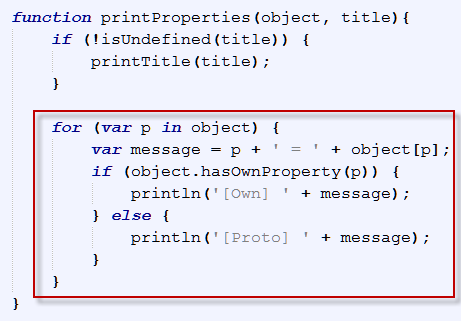 function printProperties(object, title){
    if (!isUndefined(title)) {
        printTitle(title);
    }

    for (var p in object) {
        var message = p + ' = ' + object[p];
        if (object.hasOwnProperty(p)) {
            println('[Own] ' + message);
        } else {
            println('[Proto] ' + message);
        }
    }
}